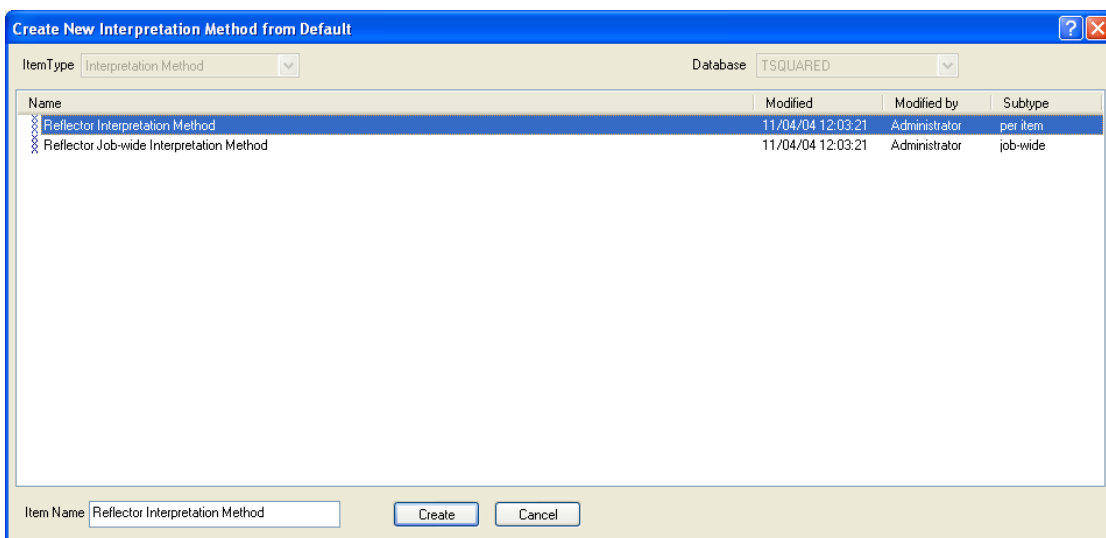 Create New Interpretation Method from Default
ItemType Interpretation Method Database TSQUARED
Name Modified Modified by Subtype
Reflector Interpretation Method 11/04/04 12:03:21 Administrator per item
Reflector Job-wide Interpretation Method 11/04/04 12:03:21 Administrator job-wide
Item Name Reflector Interpretation Method Create Cancel